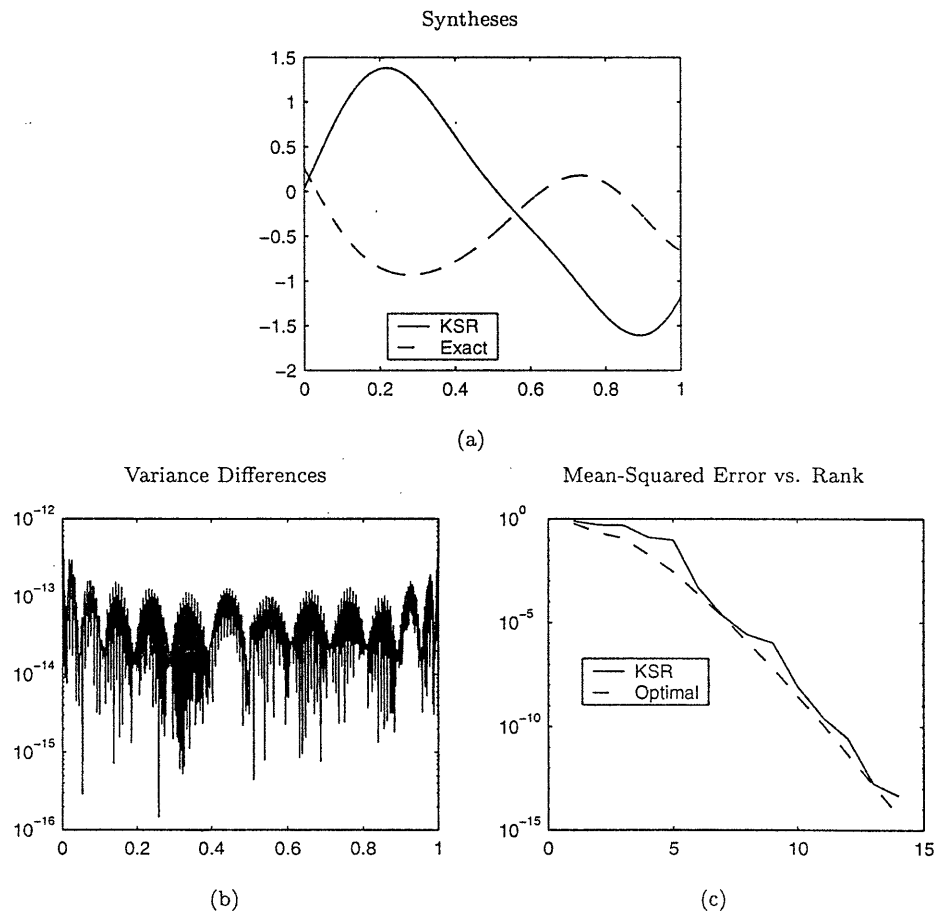 Syntheses
1.5
1
0.5
0
−0.5
−1
−1.5
−2
KSR
Exact
0 0.2 0.4 0.6 0.8 1
(a)
Variance Differences
10^−12
10^−13
10^−14
10^−15
10^−16
0 0.2 0.4 0.6 0.8 1
(b)
Mean-Squared Error vs. Rank
10^0
10^−5
10^−10
10^−15
KSR
Optimal
0 5 10 15
(c)